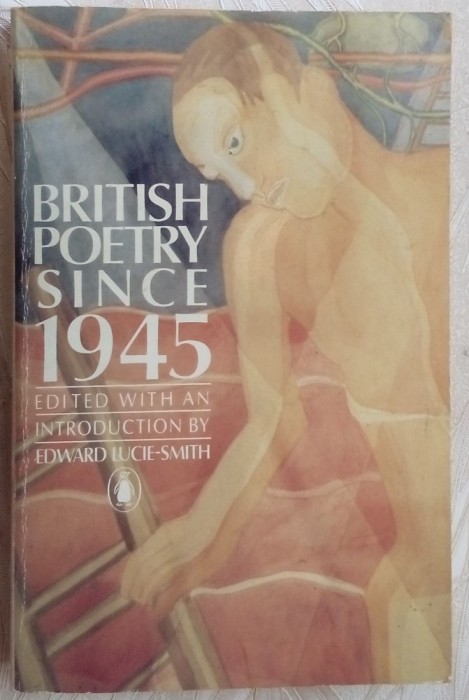 BRITISH
POETRY
SINCE
1945
EDITED WITH AN
INTRODUCTION BY
EDWARD LUCIE-SMITH